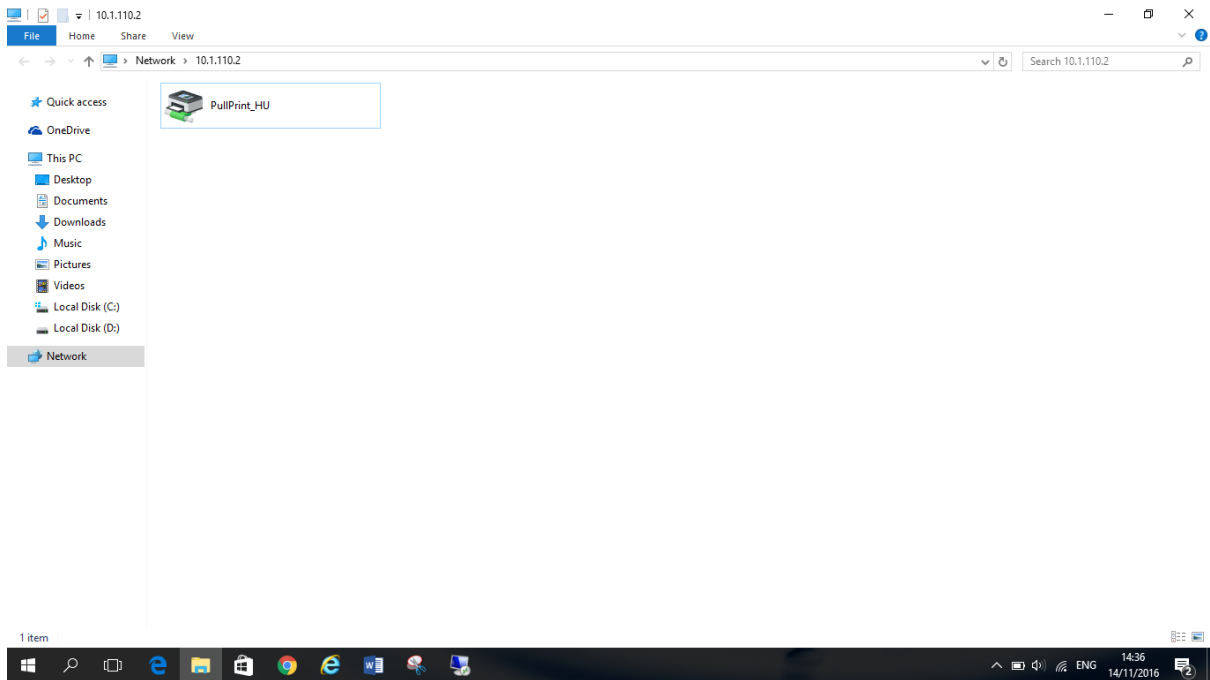 10.1.110.2
File Home Share View
Network > 10.1.110.2
Search 10.1.110.2
Quick access
OneDrive
This PC
Desktop
Documents
Downloads
Music
Pictures
Videos
Local Disk (C:)
Local Disk (D:)
Network
PullPrint_HU
1 item
ENG
14:36
14/11/2016
2